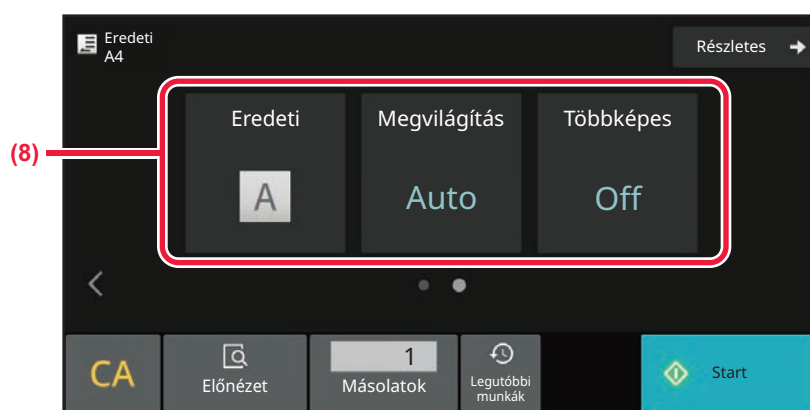 Eredeti
A4
Részletes
(8)
Eredeti
Megvilágítás
Többképes
A
Auto
Off
CA
Előnézet
1
Másolatok
Legutóbbi
munkák
Start